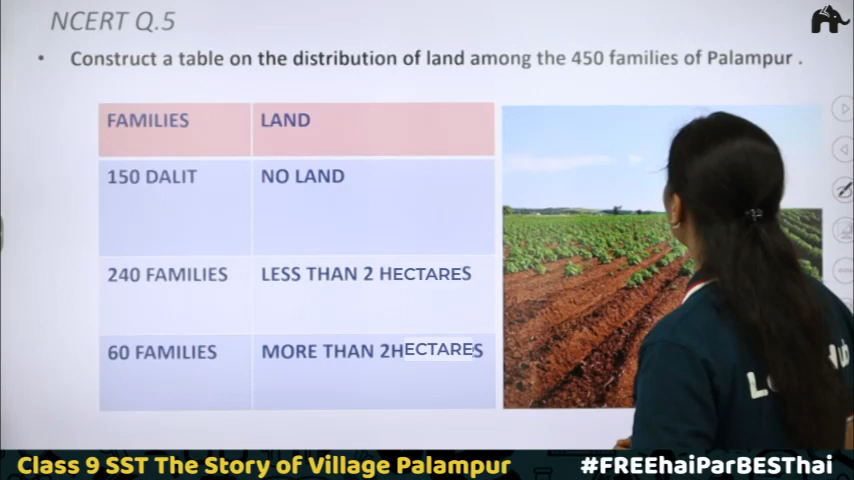 NCERT Q.5
• Construct a table on the distribution of land among the 450 families of Palampur .
FAMILIES LAND
150 DALIT NO LAND
240 FAMILIES LESS THAN 2 HECTARES
60 FAMILIES MORE THAN 2HECTARES
Class 9 SST The Story of Village Palampur #FREEhaiParBESThai